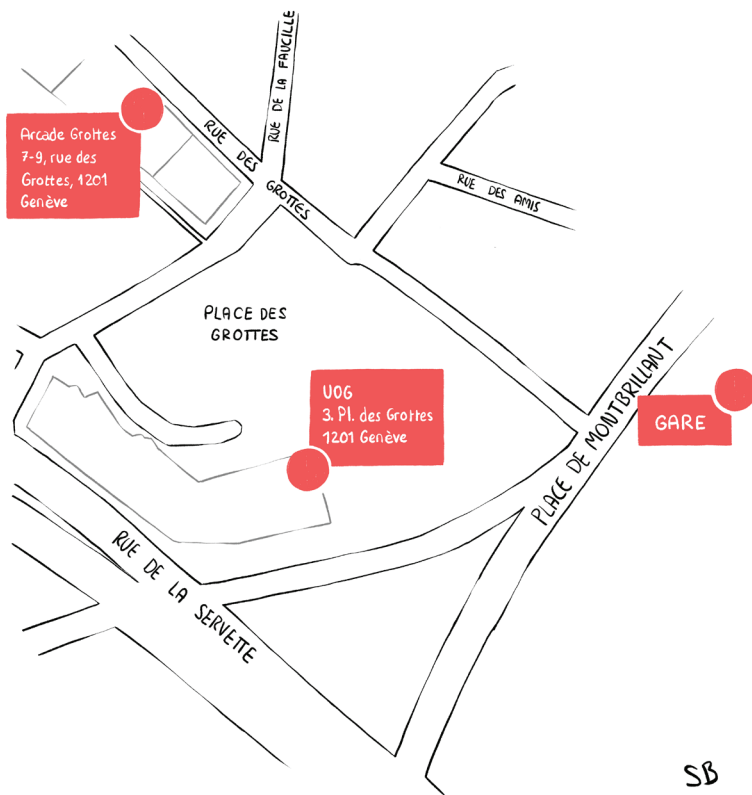 RUE DE LA FAUCILLE
Arcade Grottes
7-9, rue des
Grottes, 1201
Genève
RUE DES GROTTES
RUE DES AMIS
PLACE DES
GROTTES
UOG
3. Pl. des Grottes
1201 Genève
PLACE DE MONTBRILLANT
GARE
RUE DE LA SERVETTE
SB